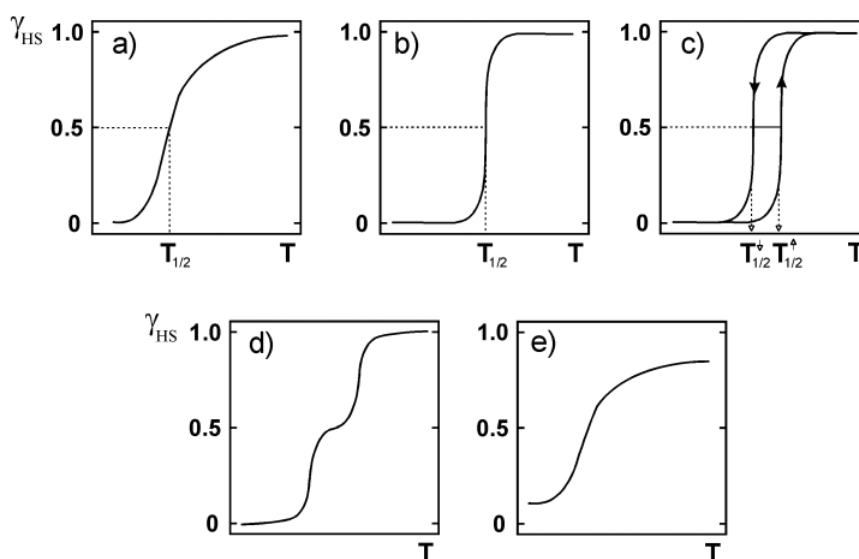 γHS 1.0 a) 1.0 b) 1.0 c)
0.5 0.5 0.5
0 0 0
T1/2 T T1/2 T T1/2↓ T1/2↑ T
γHS 1.0 d) 1.0 e)
0.5 0.5
0 0
T T